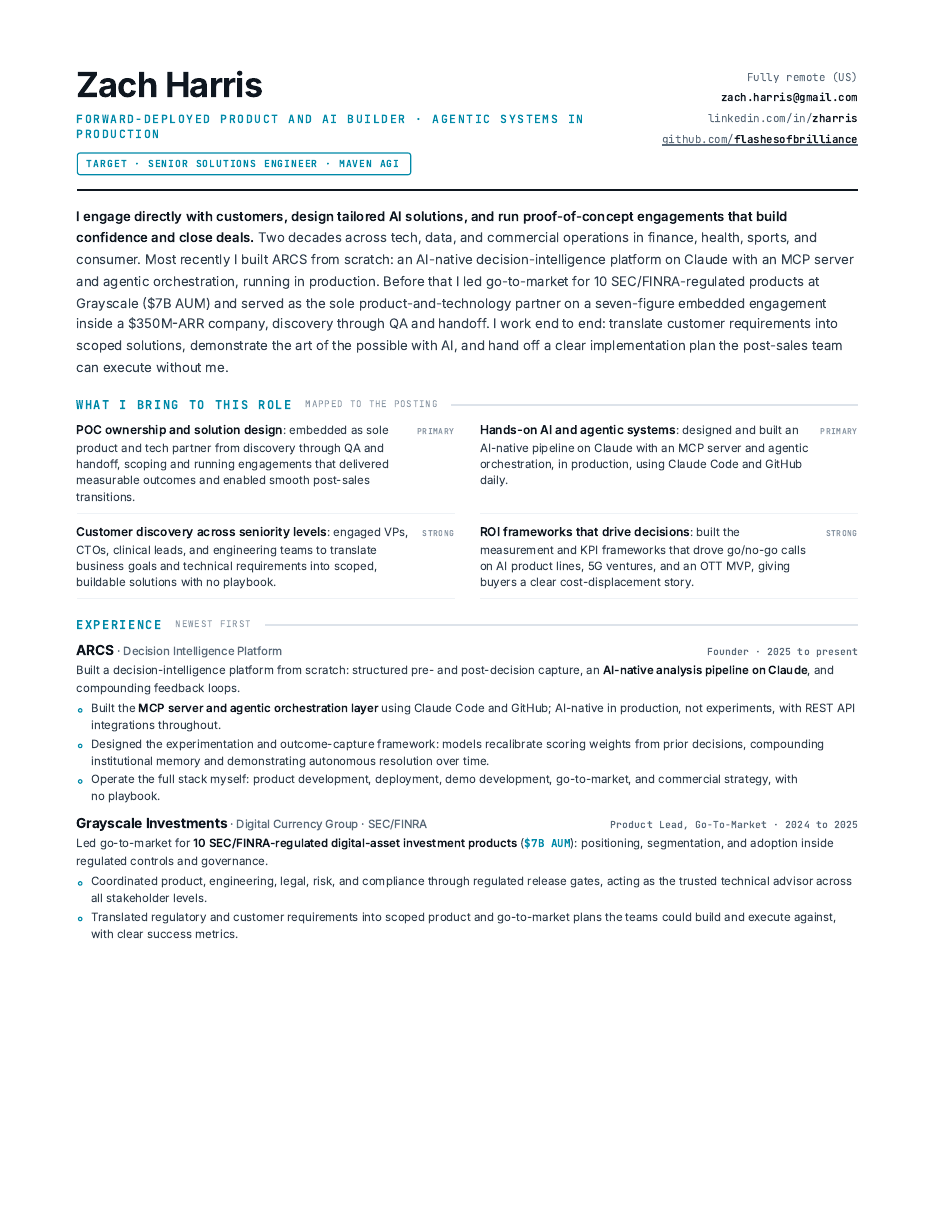 Zach Harris
FORWARD-DEPLOYED PRODUCT AND AI BUILDER · AGENTIC SYSTEMS IN
PRODUCTION
TARGET · SENIOR SOLUTIONS ENGINEER · MAVEN AGI
Fully remote (US)
zach.harris@gmail.com
linkedin.com/in/zharris
github.com/flashesofbrilliance
I engage directly with customers, design tailored AI solutions, and run proof-of-concept engagements that build
confidence and close deals. Two decades across tech, data, and commercial operations in finance, health, sports, and
consumer. Most recently I built ARCS from scratch: an AI-native decision-intelligence platform on Claude with an MCP server
and agentic orchestration, running in production. Before that I led go-to-market for 10 SEC/FINRA-regulated products at
Grayscale ($7B AUM) and served as the sole product-and-technology partner on a seven-figure embedded engagement
inside a $350M-ARR company, discovery through QA and handoff. I work end to end: translate customer requirements into
scoped solutions, demonstrate the art of the possible with AI, and hand off a clear implementation plan the post-sales team
can execute without me.
WHAT I BRING TO THIS ROLE MAPPED TO THE POSTING
POC ownership and solution design: embedded as sole PRIMARY
product and tech partner from discovery through QA and
handoff, scoping and running engagements that delivered
measurable outcomes and enabled smooth post-sales
transitions.
Hands-on AI and agentic systems: designed and built an PRIMARY
AI-native pipeline on Claude with an MCP server and agentic
orchestration, in production, using Claude Code and GitHub
daily.
Customer discovery across seniority levels: engaged VPs, STRONG
CTOs, clinical leads, and engineering teams to translate
business goals and technical requirements into scoped,
buildable solutions with no playbook.
ROI frameworks that drive decisions: built the STRONG
measurement and KPI frameworks that drove go/no-go calls
on AI product lines, 5G ventures, and an OTT MVP, giving
buyers a clear cost-displacement story.
EXPERIENCE NEWEST FIRST
ARCS · Decision Intelligence Platform Founder · 2025 to present
Built a decision-intelligence platform from scratch: structured pre- and post-decision capture, an AI-native analysis pipeline on Claude, and
compounding feedback loops.
Built the MCP server and agentic orchestration layer using Claude Code and GitHub; AI-native in production, not experiments, with REST API
integrations throughout.
Designed the experimentation and outcome-capture framework: models recalibrate scoring weights from prior decisions, compounding
institutional memory and demonstrating autonomous resolution over time.
Operate the full stack myself: product development, deployment, demo development, go-to-market, and commercial strategy, with
no playbook.
Grayscale Investments · Digital Currency Group · SEC/FINRA Product Lead, Go-To-Market · 2024 to 2025
Led go-to-market for 10 SEC/FINRA-regulated digital-asset investment products ($7B AUM): positioning, segmentation, and adoption inside
regulated controls and governance.
Coordinated product, engineering, legal, risk, and compliance through regulated release gates, acting as the trusted technical advisor across
all stakeholder levels.
Translated regulatory and customer requirements into scoped product and go-to-market plans the teams could build and execute against,
with clear success metrics.